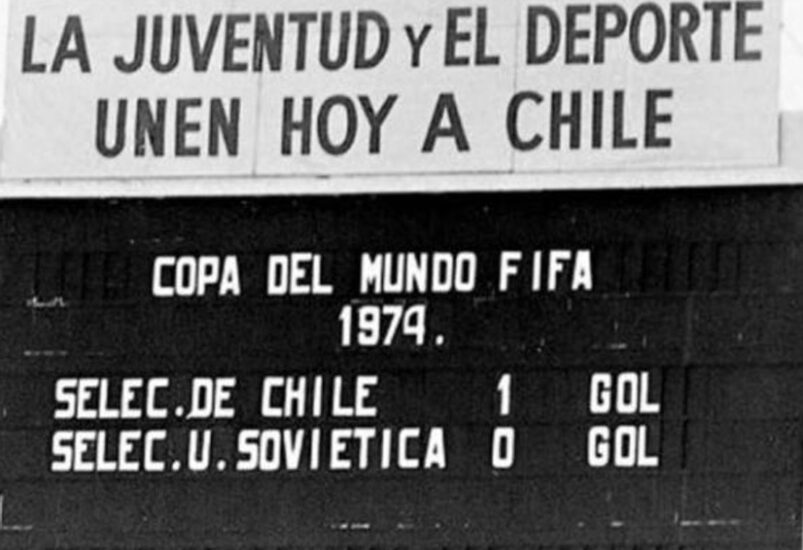 LA JUVENTUD Y EL DEPORTE
UNEN HOY A CHILE
COPA DEL MUNDO FIFA
1974.
SELEC. DE CHILE 1 GOL
SELEC. U. SOVIETICA 0 GOL